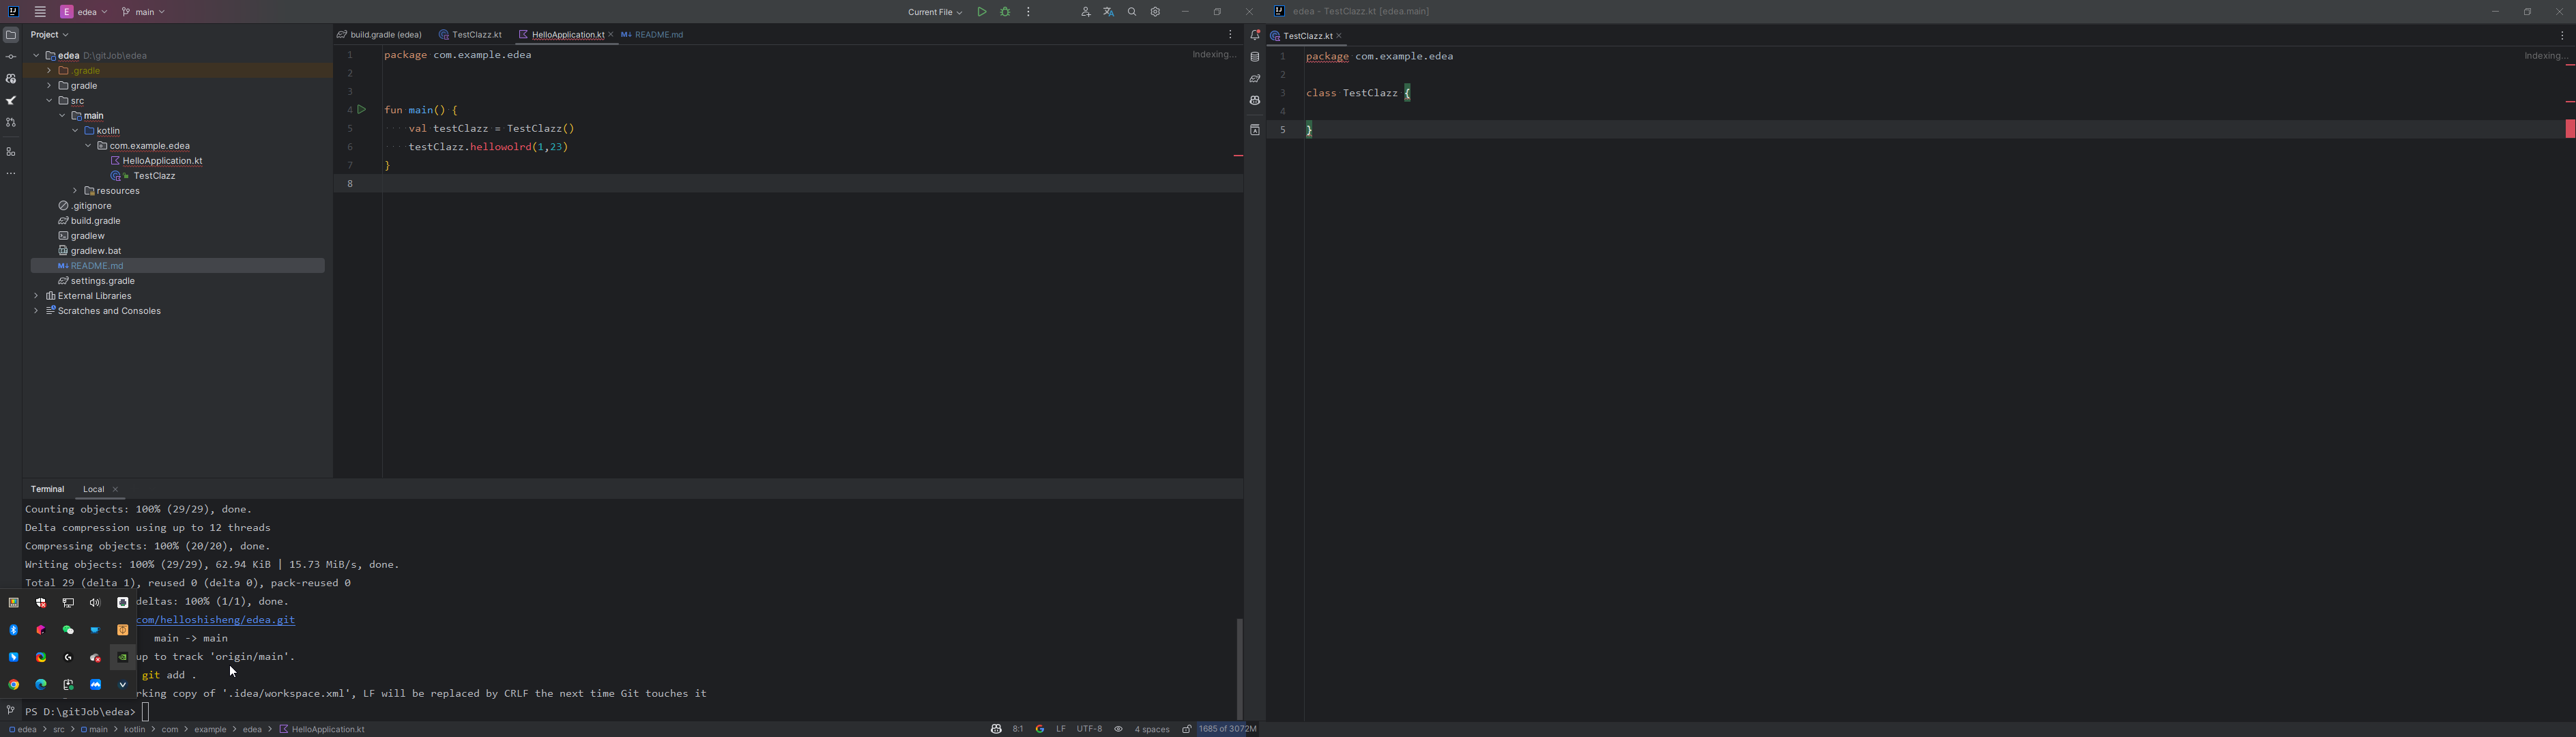 E edea main
Current File
edea - TestClazz.kt [edea.main]
Project
edea D:\gitJob\edea
.gradle
gradle
src
main
kotlin
com.example.edea
HelloApplication.kt
TestClazz
resources
.gitignore
build.gradle
gradlew
gradlew.bat
M↓ README.md
settings.gradle
External Libraries
Scratches and Consoles
build.gradle (edea) TestClazz.kt HelloApplication.kt M↓ README.md
Indexing...
1 package com.example.edea
2
3
4 fun main() {
5 val testClazz = TestClazz()
6 testClazz.hellowolrd(1,23)
7 }
8
TestClazz.kt
Indexing...
1 package com.example.edea
2
3 class TestClazz {
4
5 }
Terminal Local
Counting objects: 100% (29/29), done.
Delta compression using up to 12 threads
Compressing objects: 100% (20/20), done.
Writing objects: 100% (29/29), 62.94 KiB | 15.73 MiB/s, done.
Total 29 (delta 1), reused 0 (delta 0), pack-reused 0
deltas: 100% (1/1), done.
com/helloshisheng/edea.git
main -> main
up to track 'origin/main'.
git add .
rking copy of '.idea/workspace.xml', LF will be replaced by CRLF the next time Git touches it
PS D:\gitJob\edea>
edea > src > main > kotlin > com > example > edea > HelloApplication.kt
8:1 LF UTF-8 4 spaces 1685 of 3072M